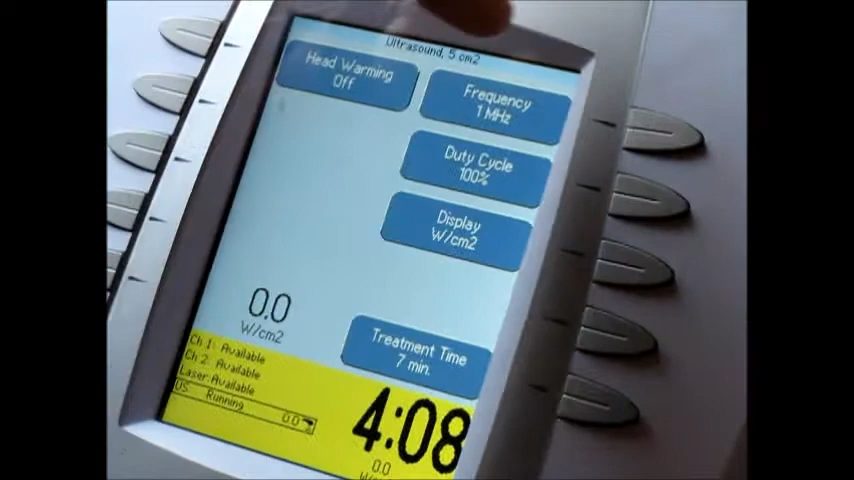 Ultrasound, 5 cm2
Head Warming
Off
Frequency
1 MHz
Duty Cycle
100%
Display
W/cm2
0.0
W/cm2
Treatment Time
7 min.
Ch 1: Available
Ch 2: Available
Laser: Available
US Running
0.0
4:08
0.0